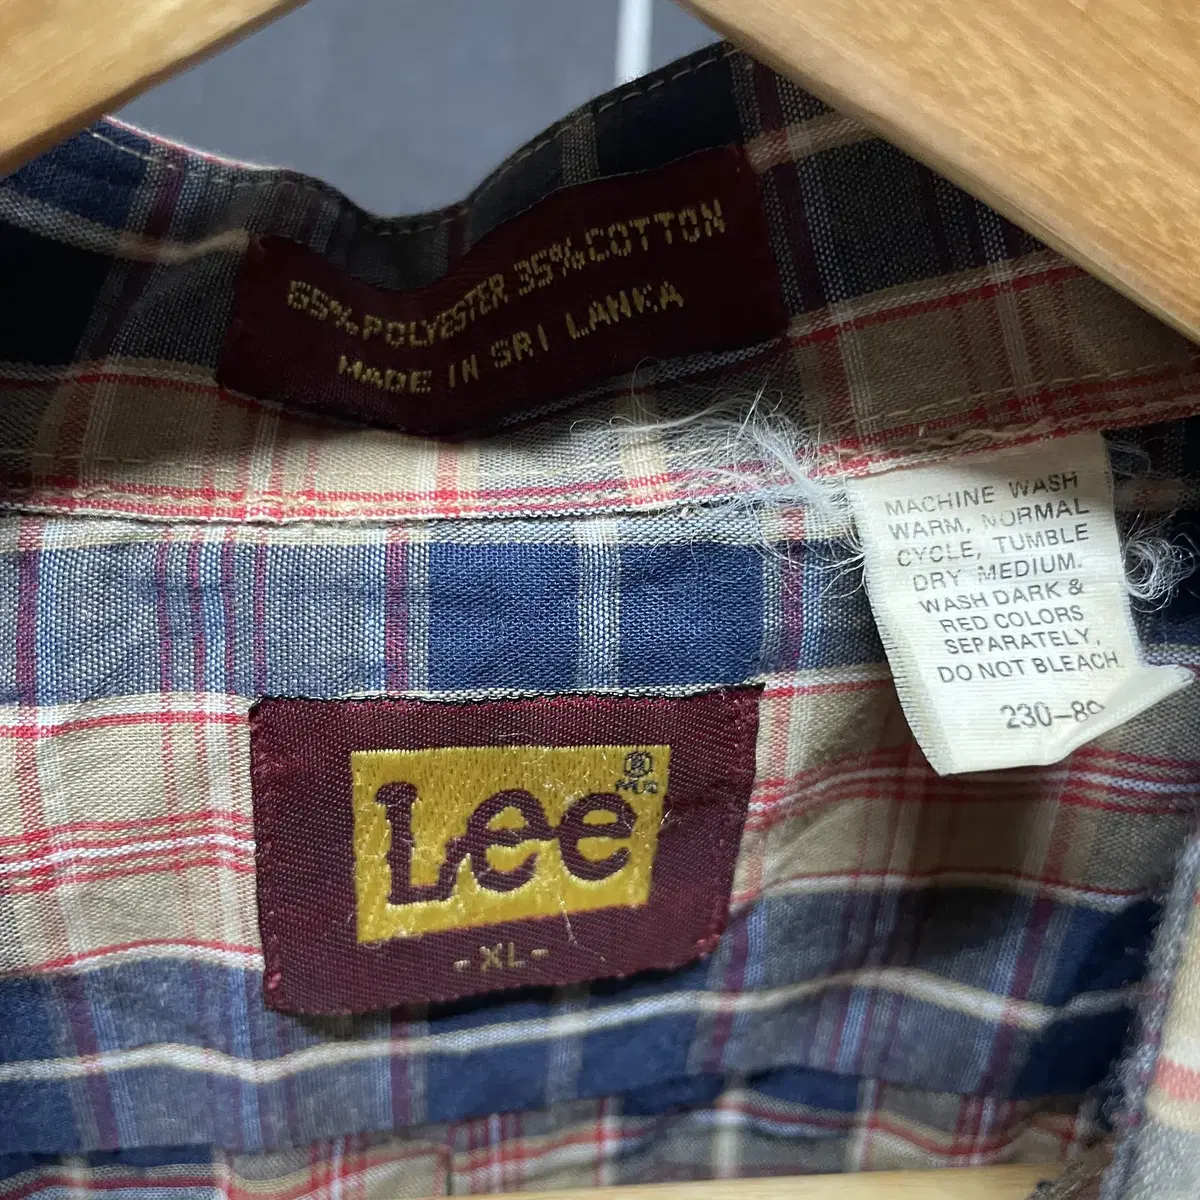 65% POLYESTER 35% COTTON
MADE IN SRI LANKA
MACHINE WASH
WARM, NORMAL
CYCLE, TUMBLE
DRY MEDIUM.
WASH DARK &
RED COLORS
SEPARATELY,
DO NOT BLEACH
Lee
®
- XL -